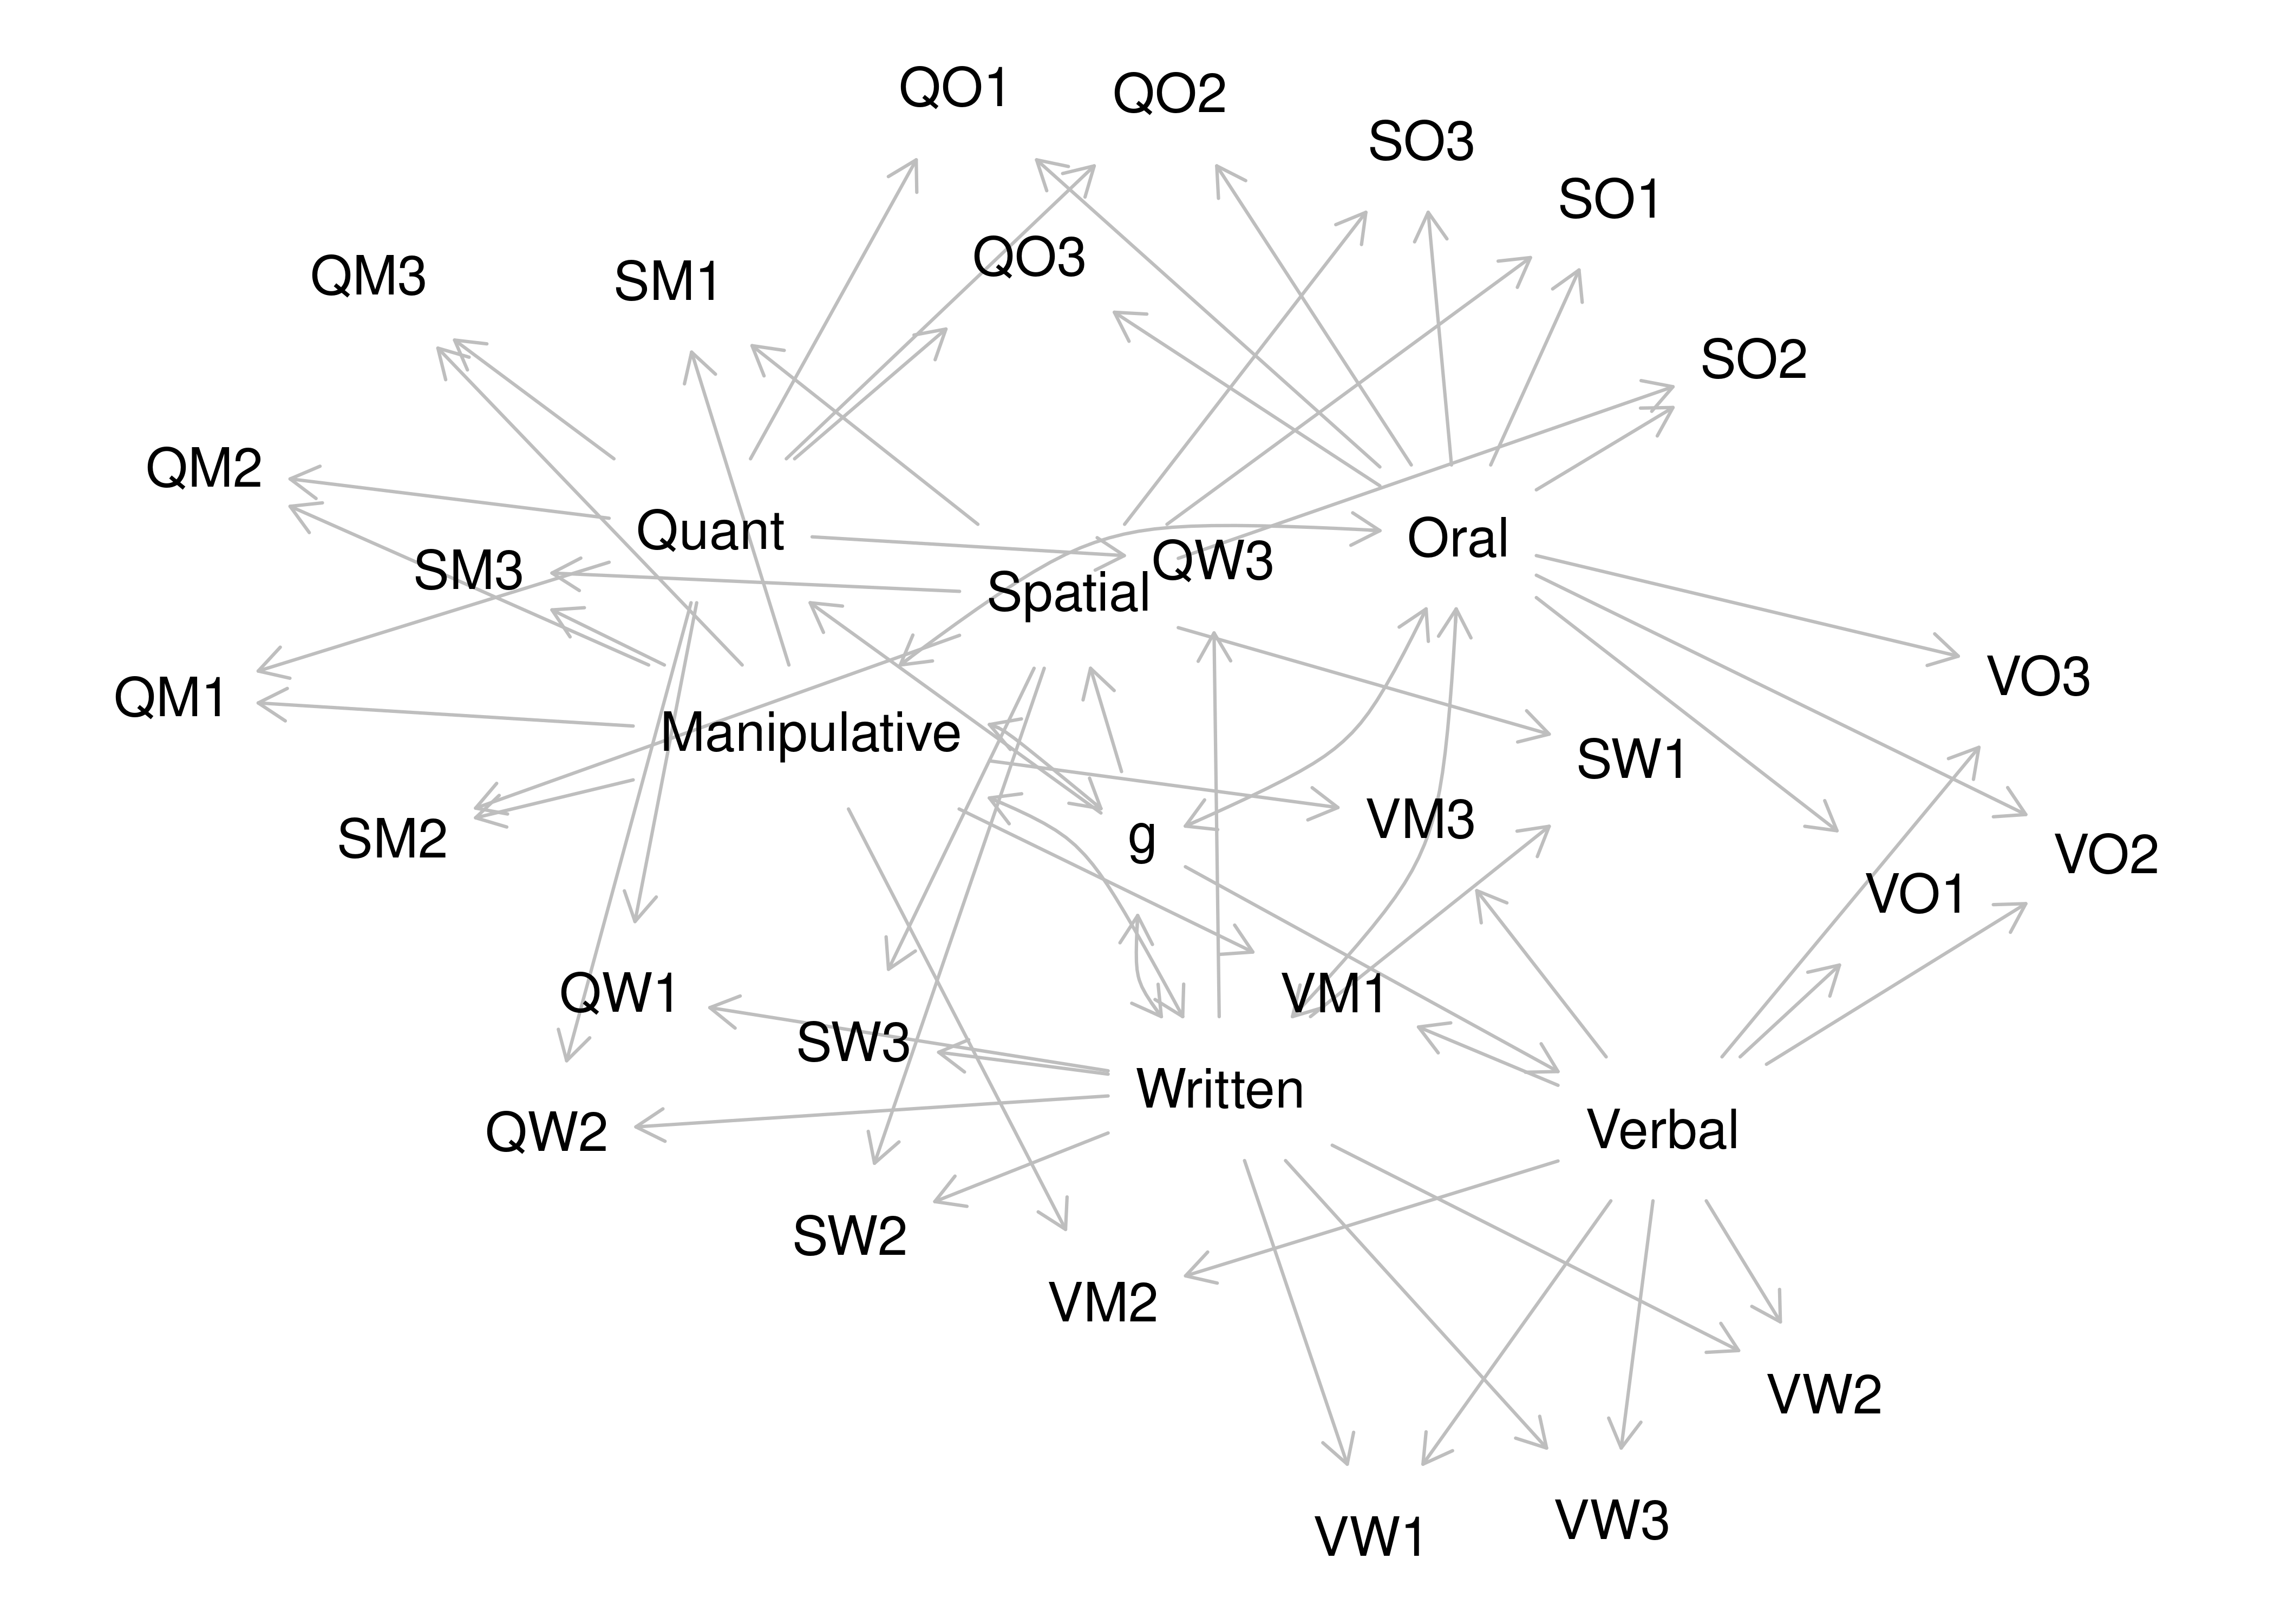 QO1
QO2
SO3
SO1
QO3
QM3
SM1
SO2
QM2
Quant
Oral
QW3
SM3
Spatial
VO3
QM1
Manipulative
SW1
VM3
SM2
g
VO2
VO1
QW1
VM1
SW3
Written
QW2
Verbal
SW2
VM2
VW2
VW3
VW1